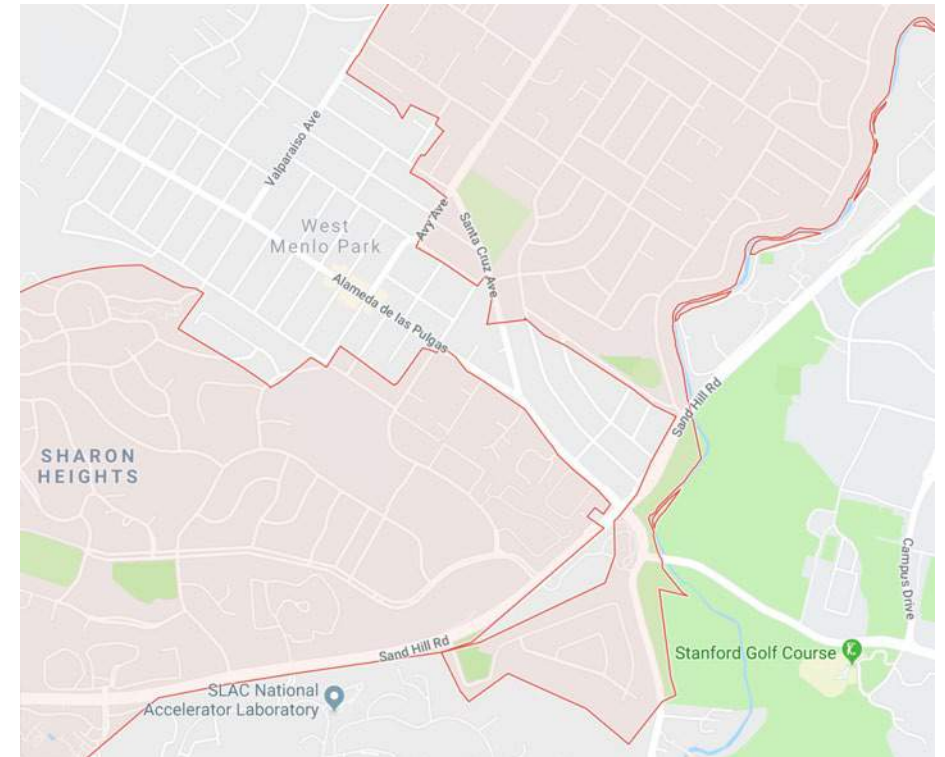 Valparaiso Ave
West
Menlo Park
Avy Ave
Santa Cruz Ave
Alameda de las Pulgas
Sand Hill Rd
SHARON
HEIGHTS
Campus Drive
Sand Hill Rd
Stanford Golf Course
SLAC National
Accelerator Laboratory